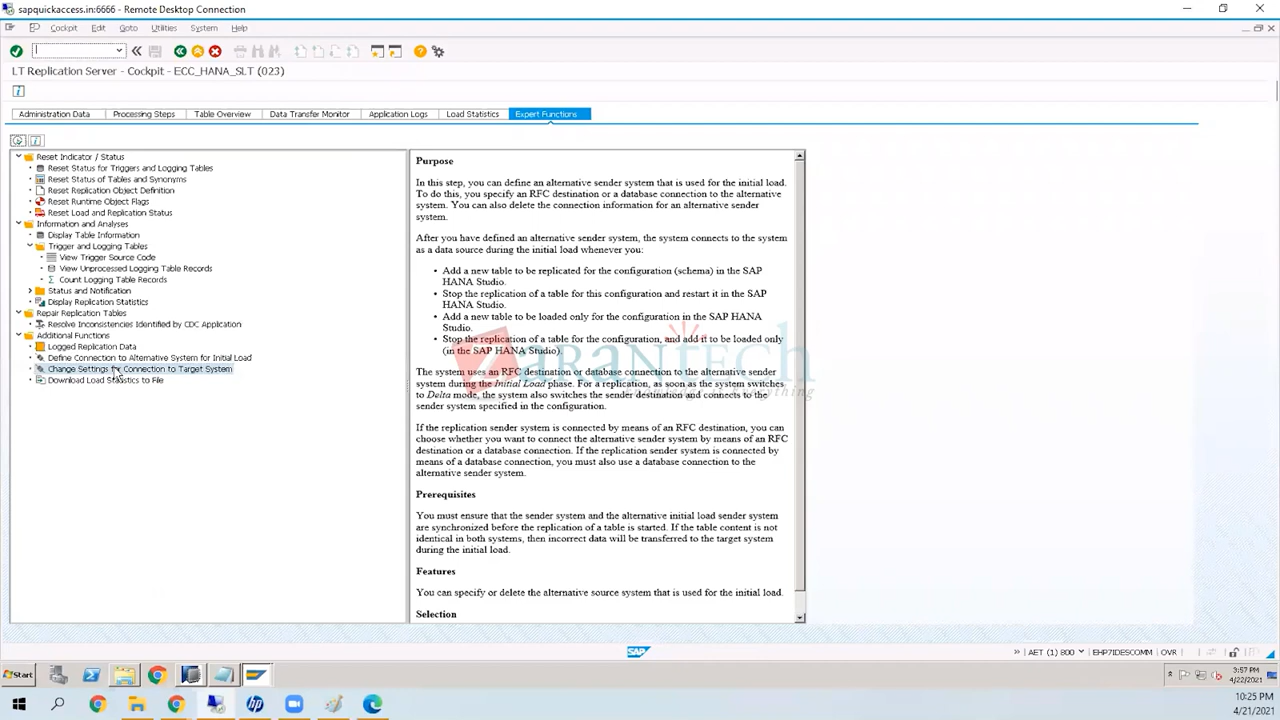 sapquickaccess.in:6666 - Remote Desktop Connection
Cockpit Edit Goto Utilities System Help
LT Replication Server - Cockpit - ECC_HANA_SLT (023)
Administration Data Processing Steps Table Overview Data Transfer Monitor Application Logs Load Statistics Expert Functions
Reset Indicator / Status
Reset Status for Triggers and Logging Tables
Reset Status of Tables and Synonyms
Reset Replication Object Definition
Reset Runtime Object Flags
Reset Load and Replication Status
Information and Analyses
Display Table Information
Trigger and Logging Tables
View Trigger Source Code
View Unprocessed Logging Table Records
Count Logging Table Records
Status and Notification
Display Replication Statistics
Repair Replication Tables
Resolve Inconsistencies Identified by CDC Application
Additional Functions
Logged Replication Data
Define Connection to Alternative System for Initial Load
Change Settings for Connection to Target System
Download Load Statistics to File
Purpose
In this step, you can define an alternative sender system that is used for the initial load.
To do this, you specify an RFC destination or a database connection to the alternative
system. You can also delete the connection information for an alternative sender
system.
After you have defined an alternative sender system, the system connects to the system
as a data source during the initial load whenever you:
• Add a new table to be replicated for the configuration (schema) in the SAP
HANA Studio.
• Stop the replication of a table for this configuration and restart it in the SAP
HANA Studio.
• Add a new table to be loaded only for the configuration in the SAP HANA
Studio.
• Stop the replication of a table for the configuration, and add it to be loaded only
(in the SAP HANA Studio).
The system uses an RFC destination or database connection to the alternative sender
system during the Initial Load phase. For a replication, as soon as the system switches
to Delta mode, the system also switches the sender destination and connects to the
sender system specified in the configuration.
If the replication sender system is connected by means of an RFC destination, you can
choose whether you want to connect the alternative sender system by means of an RFC
destination or a database connection. If the replication sender system is connected by
means of a database connection, you must also use a database connection to the
alternative sender system.
Prerequisites
You must ensure that the sender system and the alternative initial load sender system
are synchronized before the replication of a table is started. If the table content is not
identical in both systems, then incorrect data will be transferred to the target system
during the initial load.
Features
You can specify or delete the alternative source system that is used for the initial load.
Selection
ZARANTECH
SAP
AET (1) 800 EHP7IDESCOMM OVR
Start
9:57 PM
4/22/2021
10:25 PM
4/21/2021